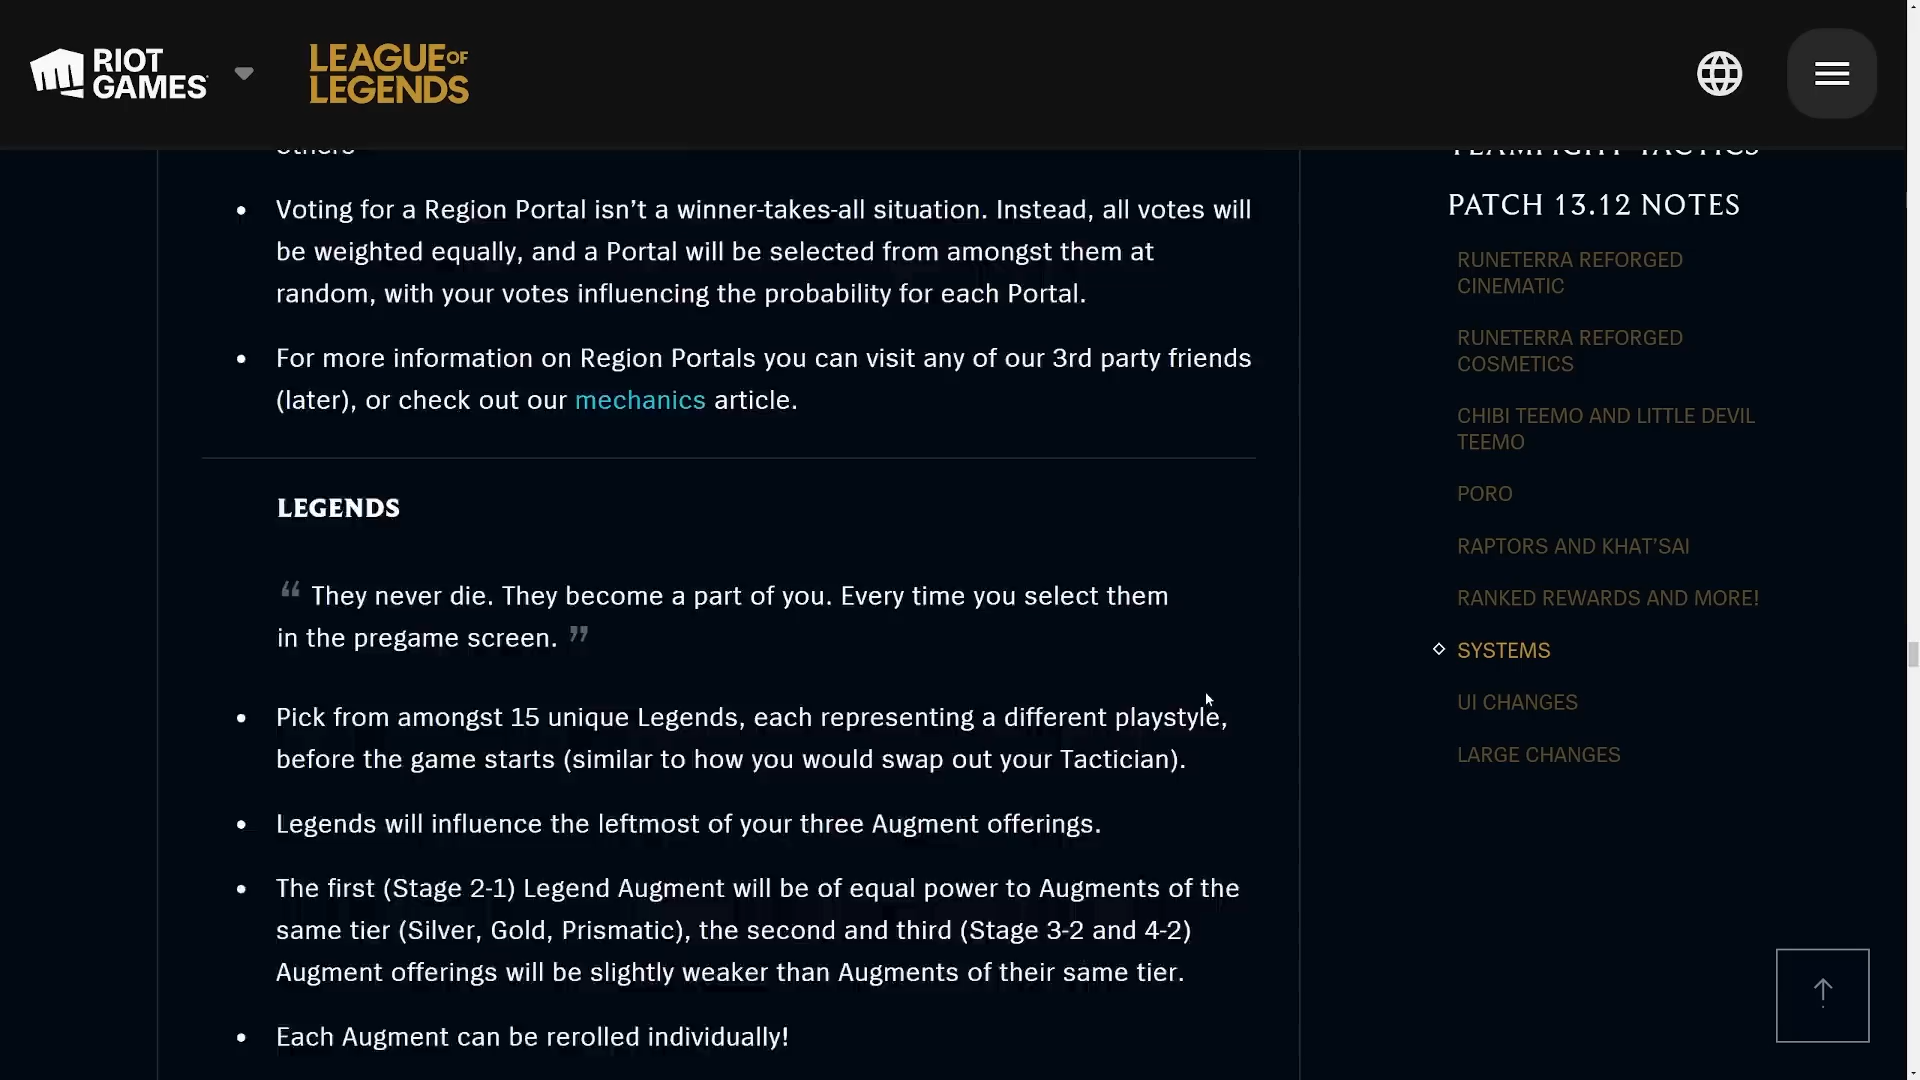 RIOT
GAMES
LEAGUE OF
LEGENDS
others
Voting for a Region Portal isn’t a winner-takes-all situation. Instead, all votes will
be weighted equally, and a Portal will be selected from amongst them at
random, with your votes influencing the probability for each Portal.
For more information on Region Portals you can visit any of our 3rd party friends
(later), or check out our mechanics article.
LEGENDS
“ They never die. They become a part of you. Every time you select them
in the pregame screen. ”
Pick from amongst 15 unique Legends, each representing a different playstyle,
before the game starts (similar to how you would swap out your Tactician).
Legends will influence the leftmost of your three Augment offerings.
The first (Stage 2-1) Legend Augment will be of equal power to Augments of the
same tier (Silver, Gold, Prismatic), the second and third (Stage 3-2 and 4-2)
Augment offerings will be slightly weaker than Augments of their same tier.
Each Augment can be rerolled individually!
TEAMFIGHT TACTICS
PATCH 13.12 NOTES
RUNETERRA REFORGED
CINEMATIC
RUNETERRA REFORGED
COSMETICS
CHIBI TEEMO AND LITTLE DEVIL
TEEMO
PORO
RAPTORS AND KHAT’SAI
RANKED REWARDS AND MORE!
SYSTEMS
UI CHANGES
LARGE CHANGES